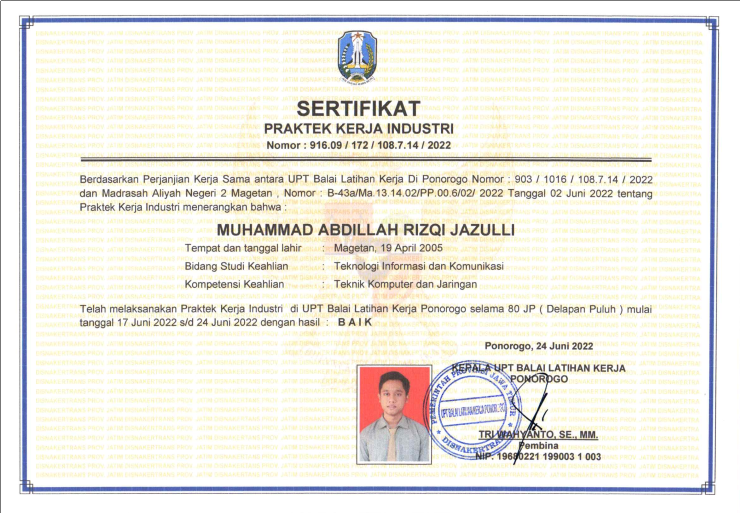 SERTIFIKAT
PRAKTEK KERJA INDUSTRI
Nomor : 916.09 / 172 / 108.7.14 / 2022
Berdasarkan Perjanjian Kerja Sama antara UPT Balai Latihan Kerja Di Ponorogo Nomor : 903 / 1016 / 108.7.14 / 2022
dan Madrasah Aliyah Negeri 2 Magetan , Nomor : B-43a/Ma.13.14.02/PP.00.6/02/ 2022 Tanggal 02 Juni 2022 tentang
Praktek Kerja Industri menerangkan bahwa :
MUHAMMAD ABDILLAH RIZQI JAZULLI
Tempat dan tanggal lahir : Magetan, 19 April 2005
Bidang Studi Keahlian : Teknologi Informasi dan Komunikasi
Kompetensi Keahlian : Teknik Komputer dan Jaringan
Telah melaksanakan Praktek Kerja Industri di UPT Balai Latihan Kerja Ponorogo selama 80 JP ( Delapan Puluh ) mulai
tanggal 17 Juni 2022 s/d 24 Juni 2022 dengan hasil : B A I K
Ponorogo, 24 Juni 2022
KEPALA UPT BALAI LATIHAN KERJA
PONOROGO
PEMERINTAH PROVINSI JAWA TIMUR
UPT BALAI LATIHAN KERJA PONOROGO
DISNAKERTRANS
TRI WAHYANTO, SE., MM.
Pembina
NIP. 19680221 199003 1 003